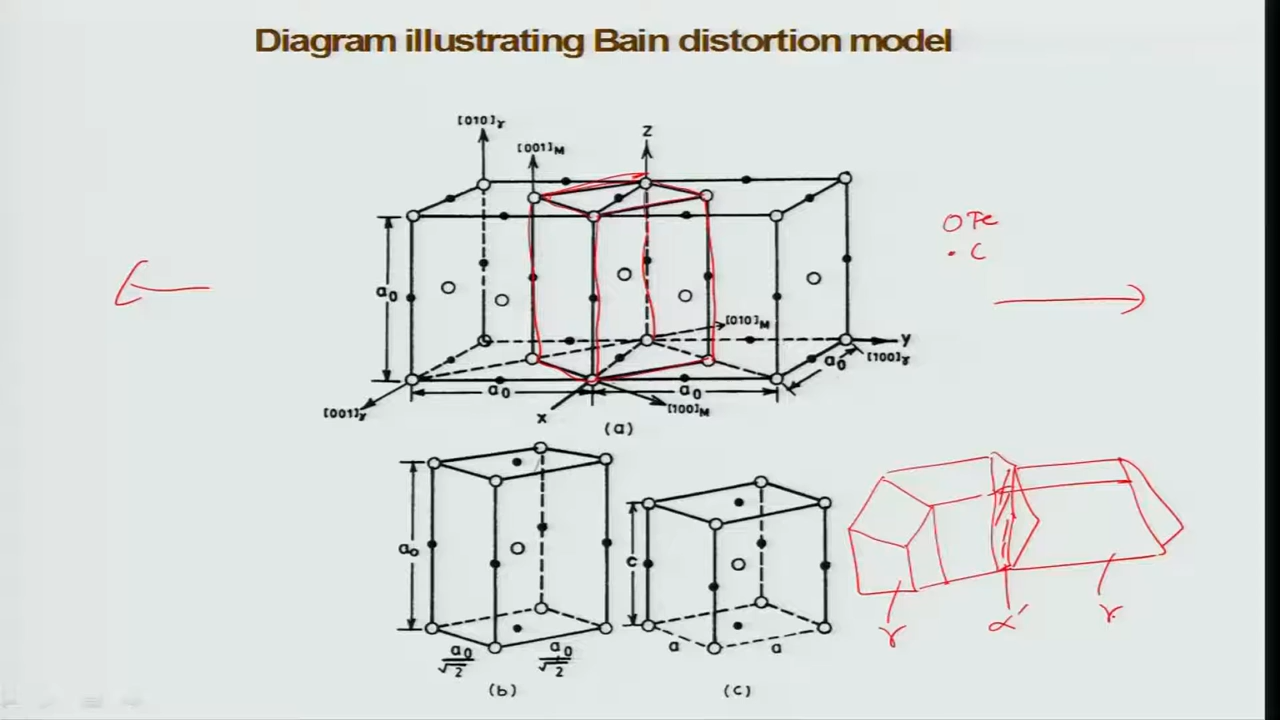 Diagram illustrating Bain distortion model
[010]γ
[001]M
Z
O Fe
• C
a₀
[010]M
y
[100]γ
a₀
a₀
a₀
[001]γ
x
[100]M
(a)
a₀
c
a₀/√2
a₀/√2
a
a
γ
α'
γ
(b)
(c)